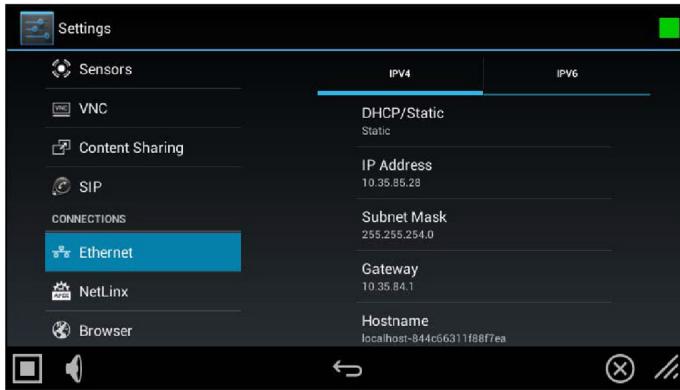 Settings
Sensors
VNC
VNC
Content Sharing
SIP
CONNECTIONS
Ethernet
NetLinx
Browser
IPV4 IPV6
DHCP/Static
Static
IP Address
10.35.85.28
Subnet Mask
255.255.254.0
Gateway
10.35.84.1
Hostname
localhost-844c66311f88f7ea